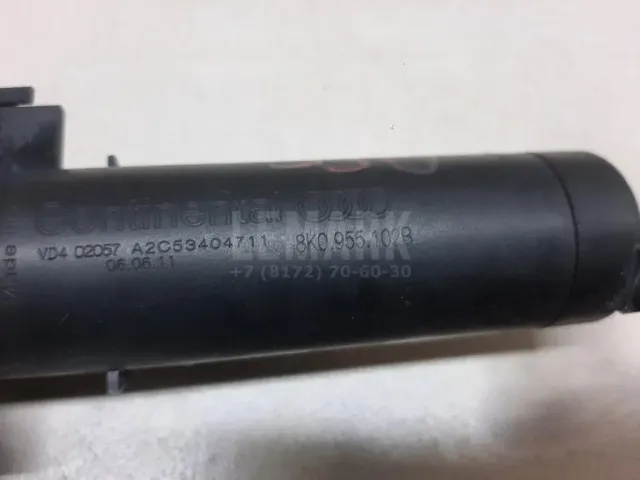 Continental
VD4 02057 A2C53404711 8K0.955.102B
06.06.11
+7 (8172) 70-60-30